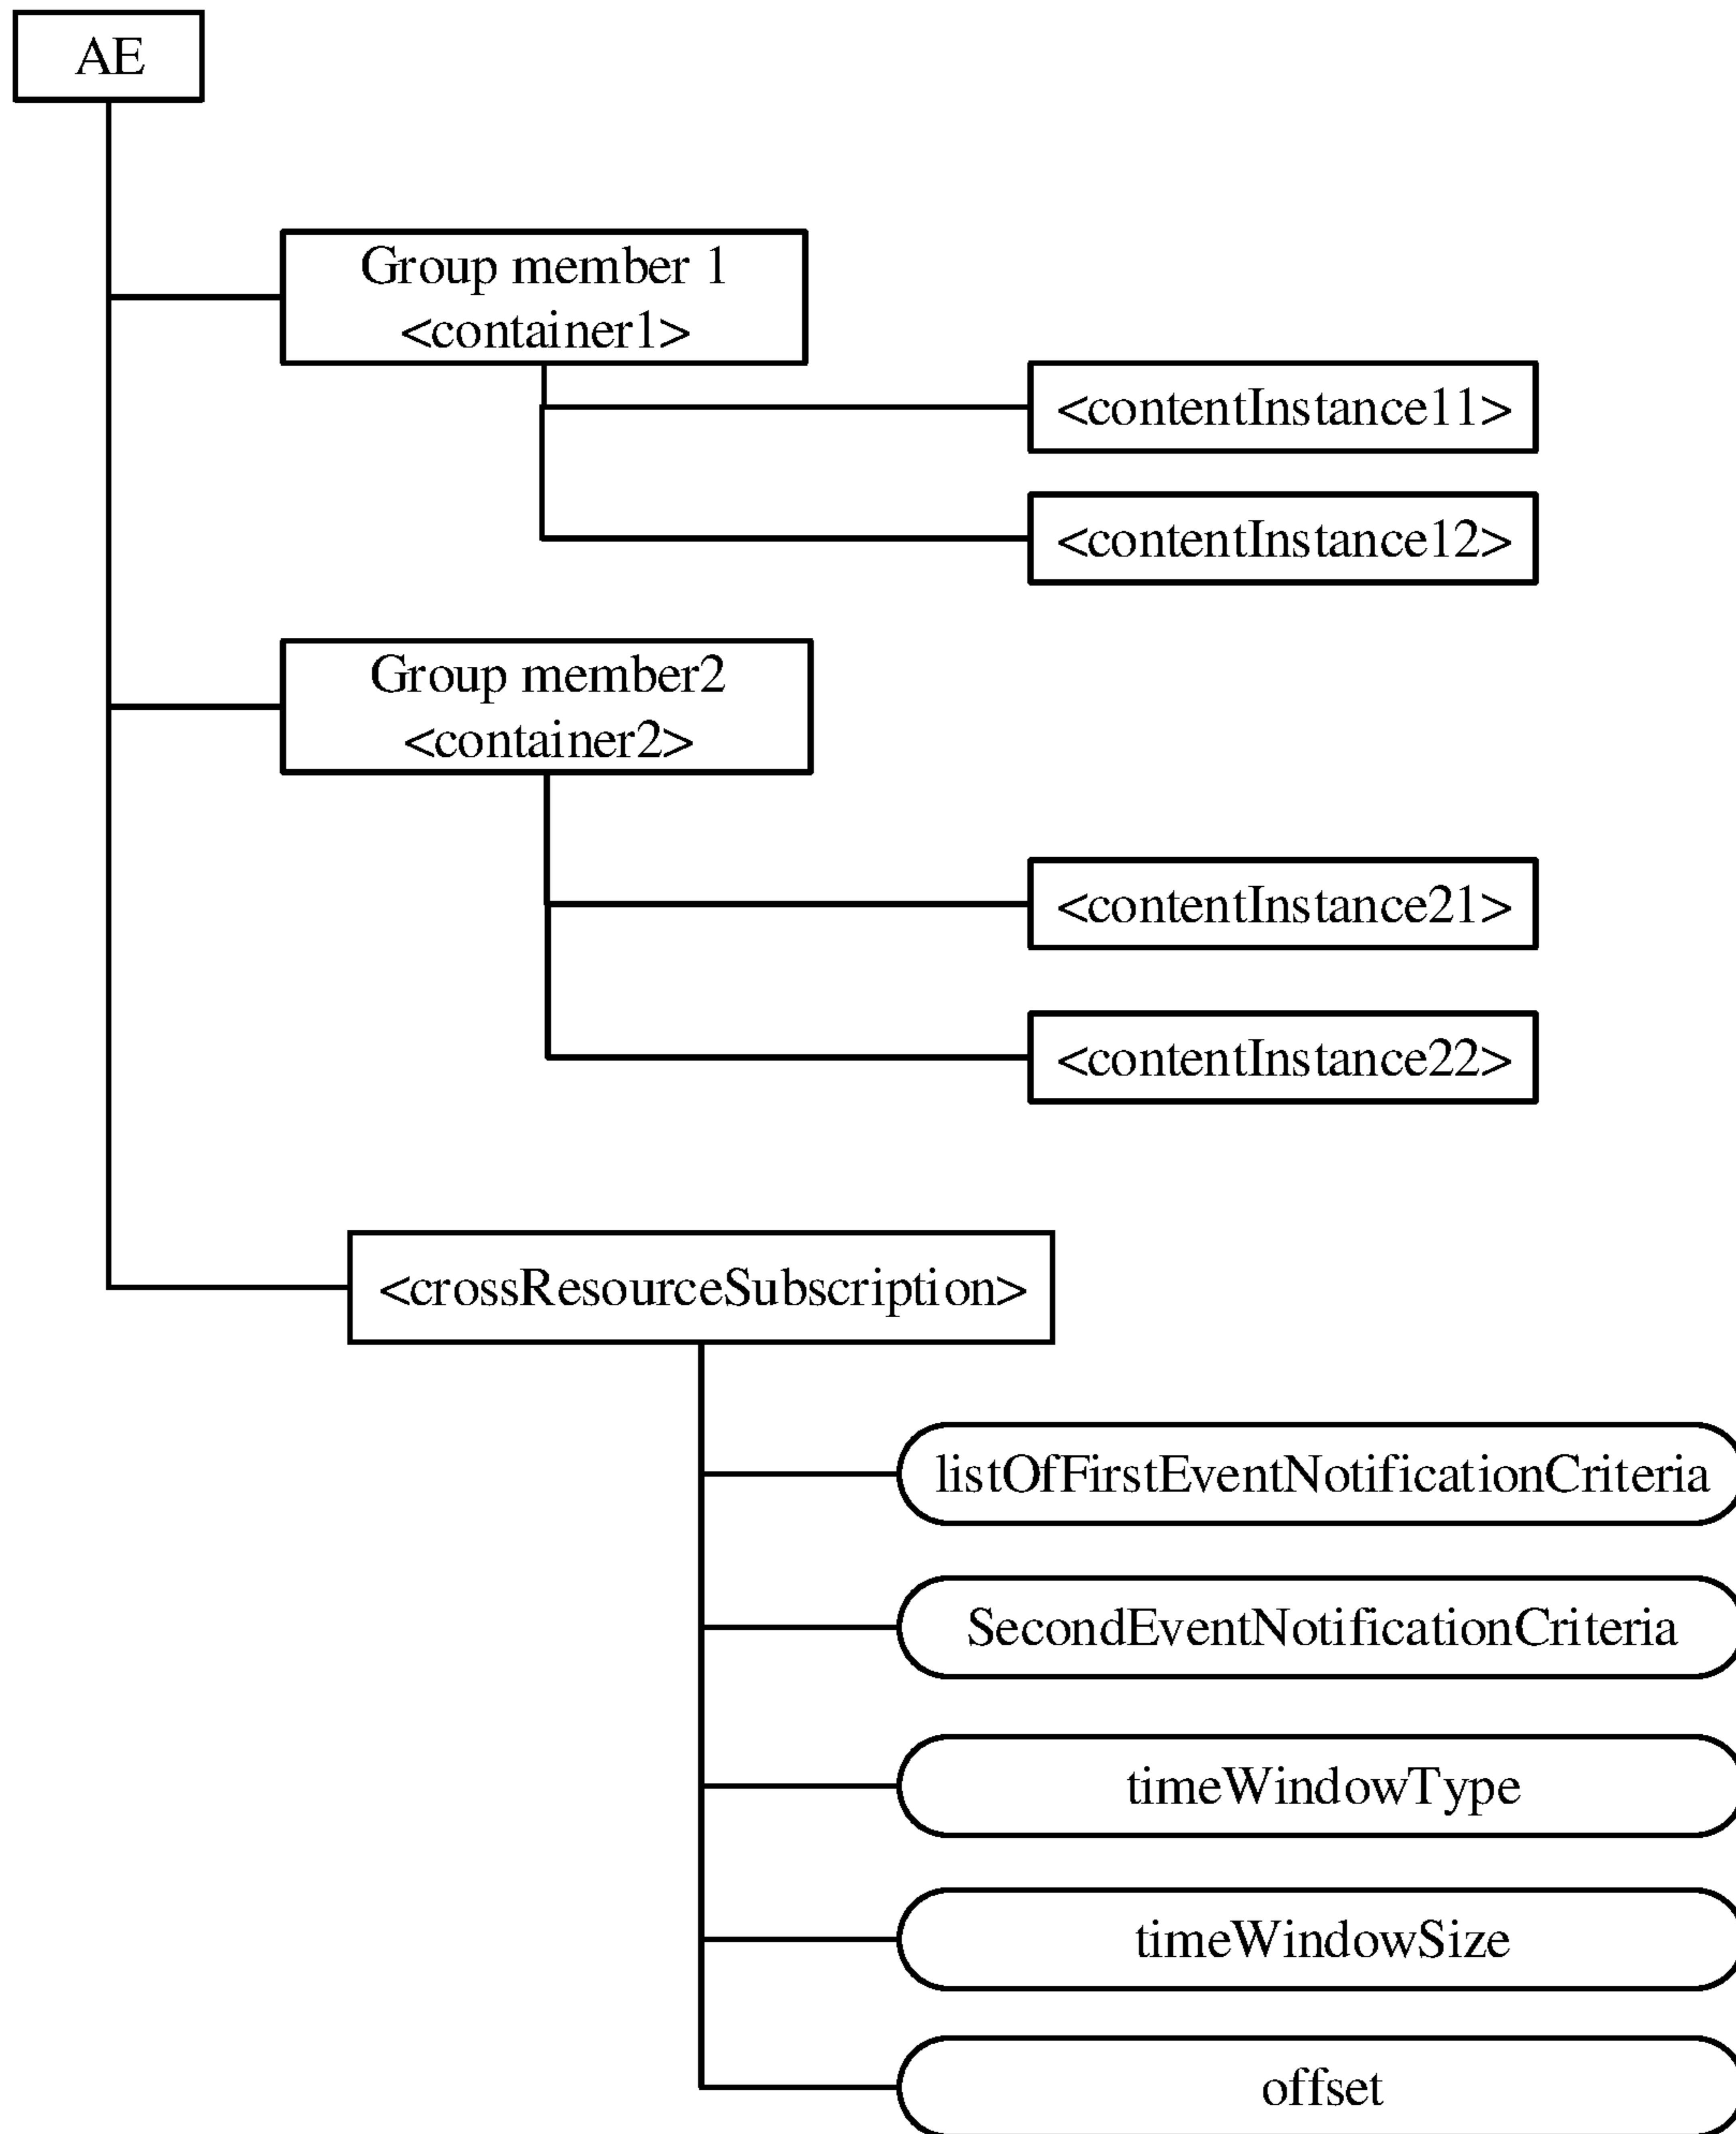 AE
Group member 1
<container1>
<contentInstance11>
<contentInstance12>
Group member2
<container2>
<contentInstance21>
<contentInstance22>
<crossResourceSubscription>
listOfFirstEventNotificationCriteria
SecondEventNotificationCriteria
timeWindowType
timeWindowSize
offset